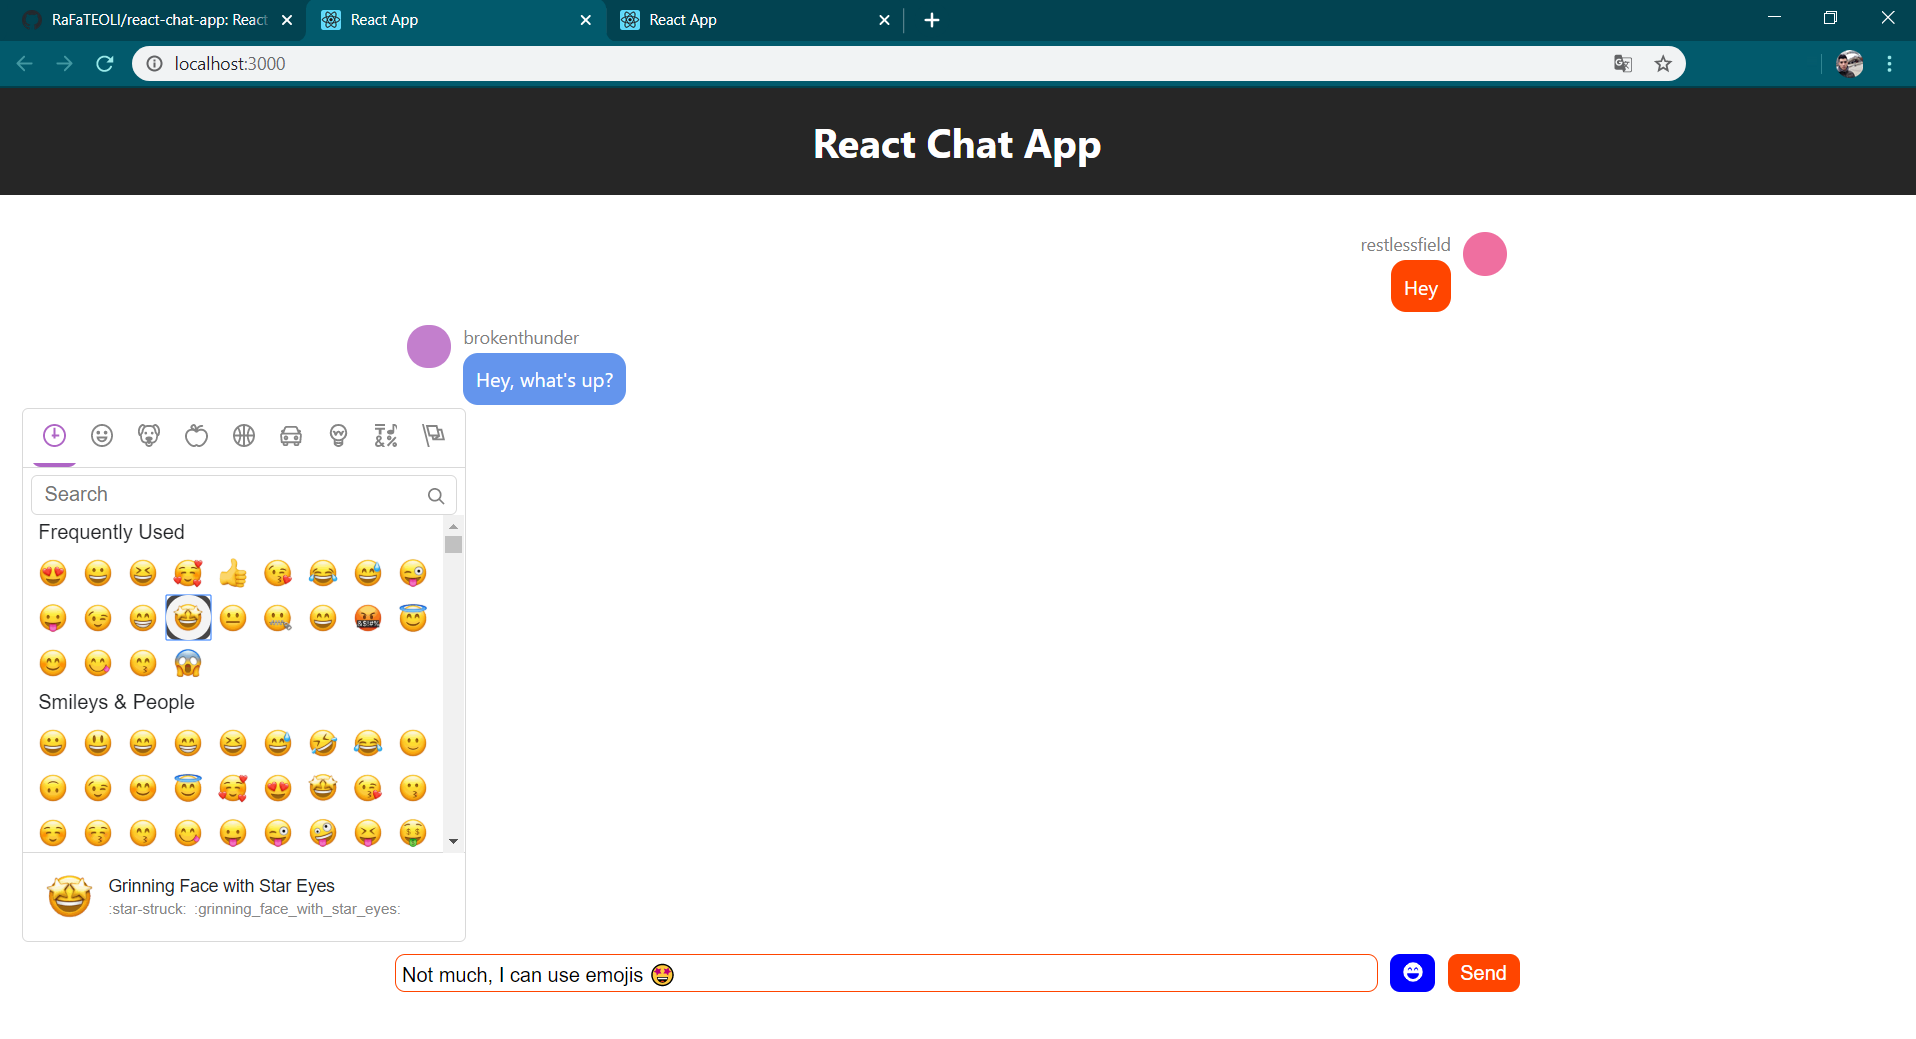 RaFaTEOLI/react-chat-app: React
React App
React App
localhost:3000
React Chat App
restlessfield
Hey
brokenthunder
Hey, what's up?
Search
Frequently Used
Smileys & People
Grinning Face with Star Eyes
:star-struck: :grinning_face_with_star_eyes:
Not much, I can use emojis 🤩
Send